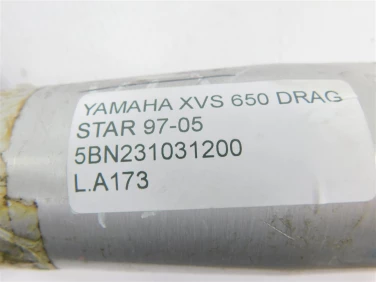 YAMAHA XVS 650 DRAG
STAR 97-05
5BN231031200
L.A173